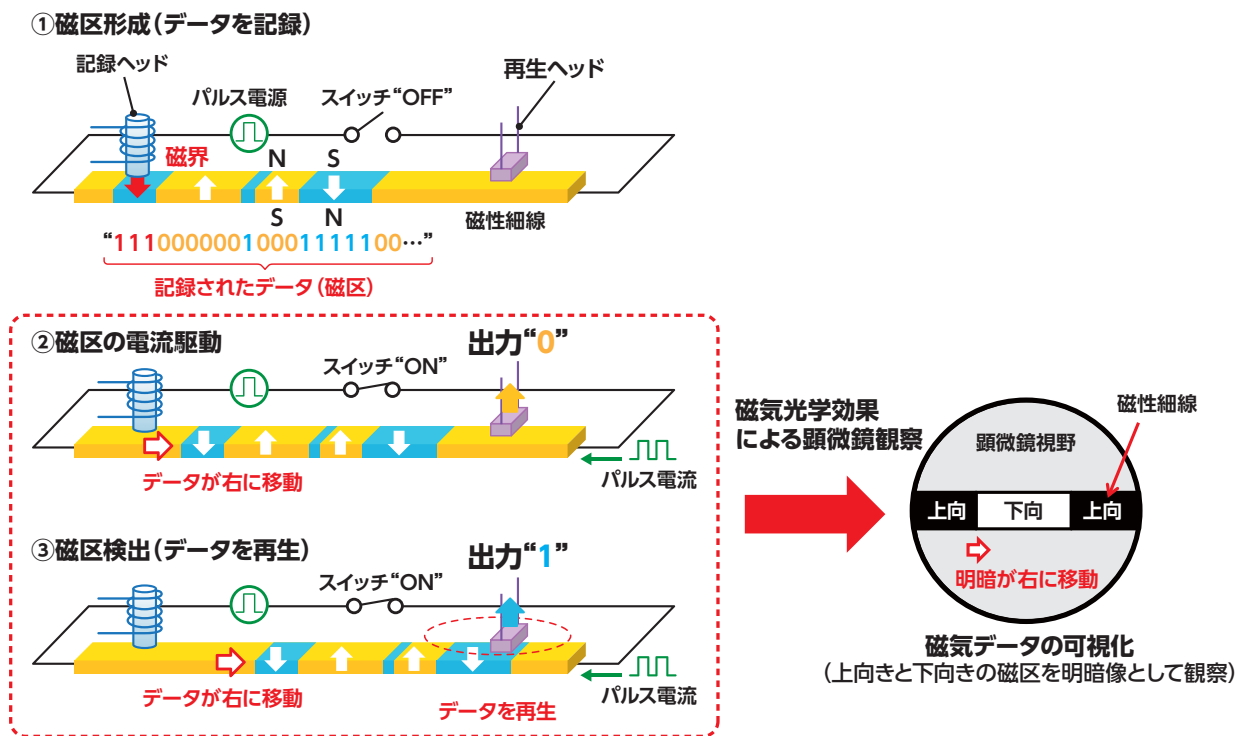 ①磁区形成(データを記録)
記録ヘッド
再生ヘッド
パルス電源
スイッチ“OFF”
磁界
N
S
S
N
磁性細線
“11100000010001111100…”
記録されたデータ(磁区)
②磁区の電流駆動
出力“0”
スイッチ“ON”
データが右に移動
パルス電流
③磁区検出(データを再生)
出力“1”
スイッチ“ON”
データが右に移動
データを再生
パルス電流
磁気光学効果
による顕微鏡観察
磁性細線
顕微鏡視野
上向
下向
上向
明暗が右に移動
磁気データの可視化
(上向きと下向きの磁区を明暗像として観察)